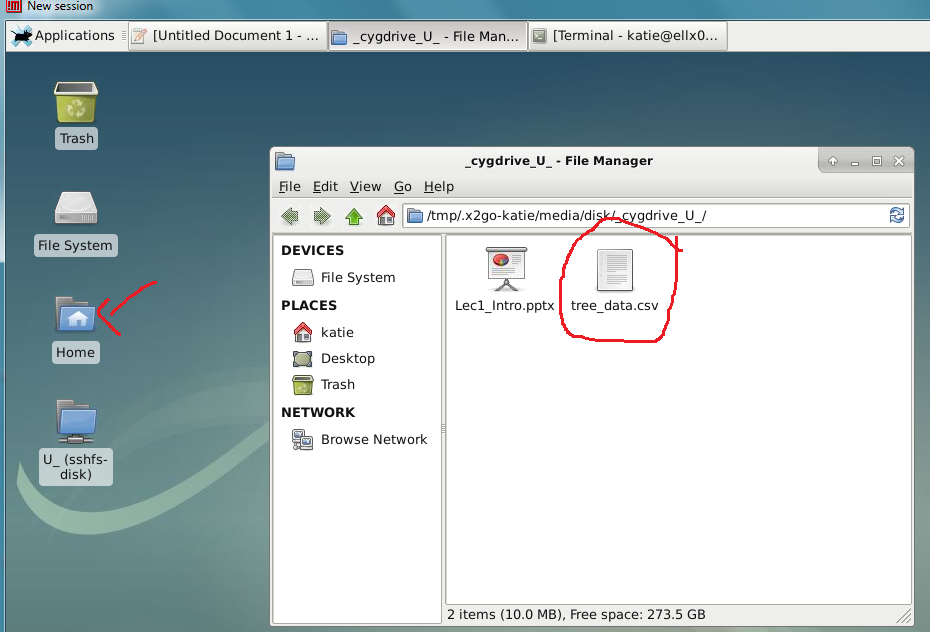 New session
Applications
[Untitled Document 1 - ...
_cygdrive_U_ - File Man...
[Terminal - katie@ellx0...
Trash
File System
Home
U_ (sshfs-
disk)
_cygdrive_U_ - File Manager
File Edit View Go Help
/tmp/.x2go-katie/media/disk/_cygdrive_U_/
DEVICES
File System
PLACES
katie
Desktop
Trash
NETWORK
Browse Network
Lec1_Intro.pptx
tree_data.csv
2 items (10.0 MB), Free space: 273.5 GB